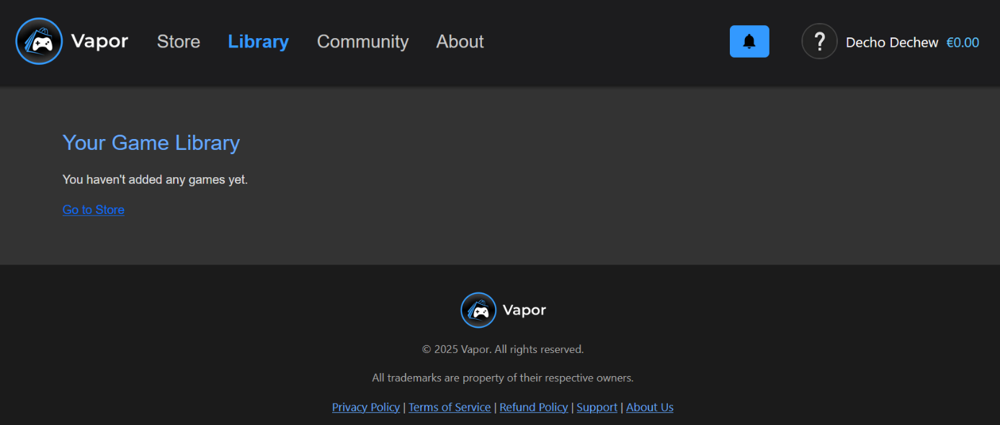 Vapor Store Library Community About ? Decho Dechew €0.00
Your Game Library
You haven't added any games yet.
Go to Store
Vapor
© 2025 Vapor. All rights reserved.
All trademarks are property of their respective owners.
Privacy Policy | Terms of Service | Refund Policy | Support | About Us